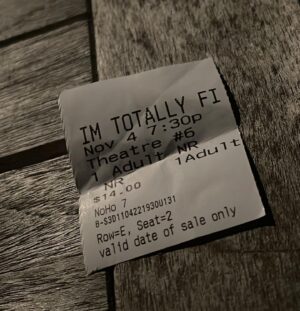 IM TOTALLY FI
Nov 4 7:30p
Theatre #6
1 Adult NR
NR 1Adult
$14.00
NoHo 7
Row=E, Seat=2
valid date of sale only